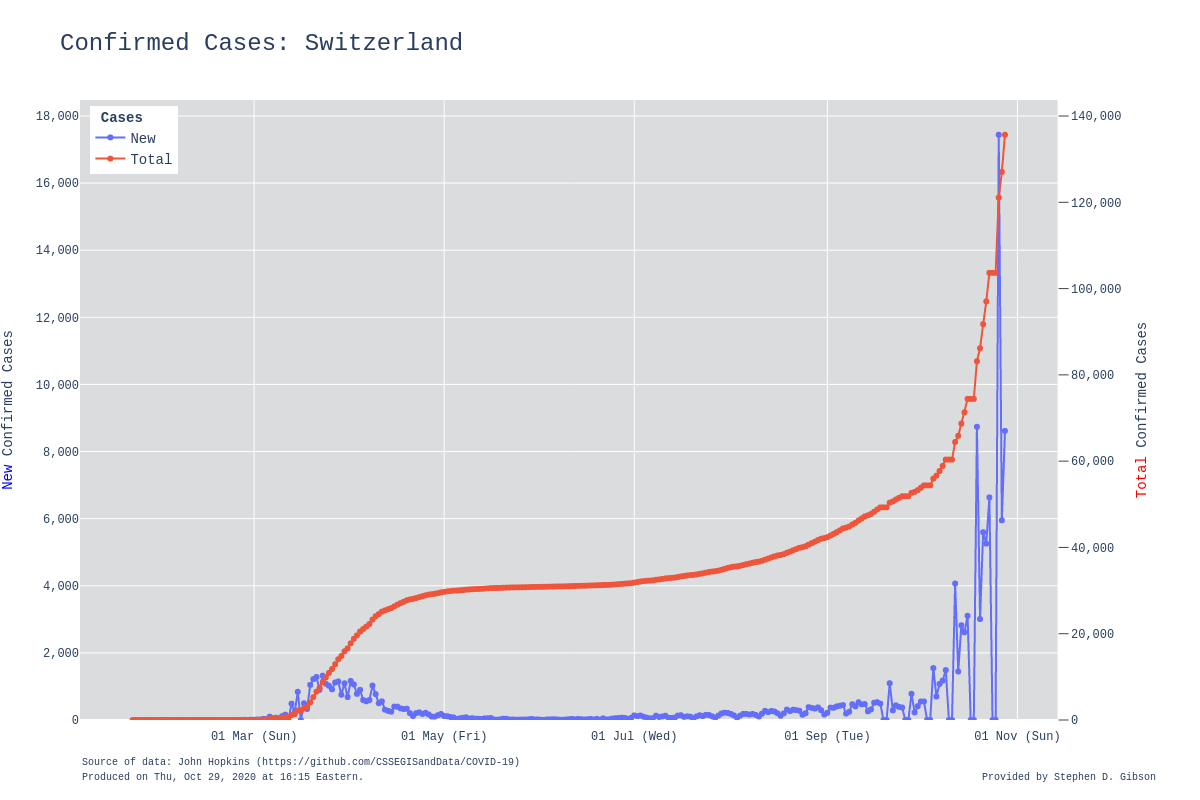 Confirmed Cases: Switzerland
Cases
New
Total
18,000
16,000
14,000
12,000
10,000
8,000
6,000
4,000
2,000
0
140,000
120,000
100,000
80,000
60,000
40,000
20,000
0
New Confirmed Cases
Total Confirmed Cases
01 Mar (Sun)
01 May (Fri)
01 Jul (Wed)
01 Sep (Tue)
01 Nov (Sun)
Source of data: John Hopkins (https://github.com/CSSEGISandData/COVID-19)
Produced on Thu, Oct 29, 2020 at 16:15 Eastern.
Provided by Stephen D. Gibson